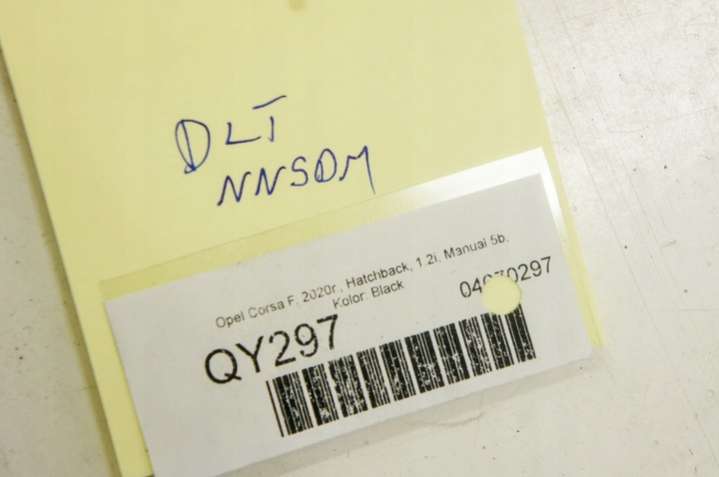 DLT
NNSDM
Opel Corsa F, 2020r., Hatchback, 1.2i, Manual 5b,
Kolor: Black
QY297